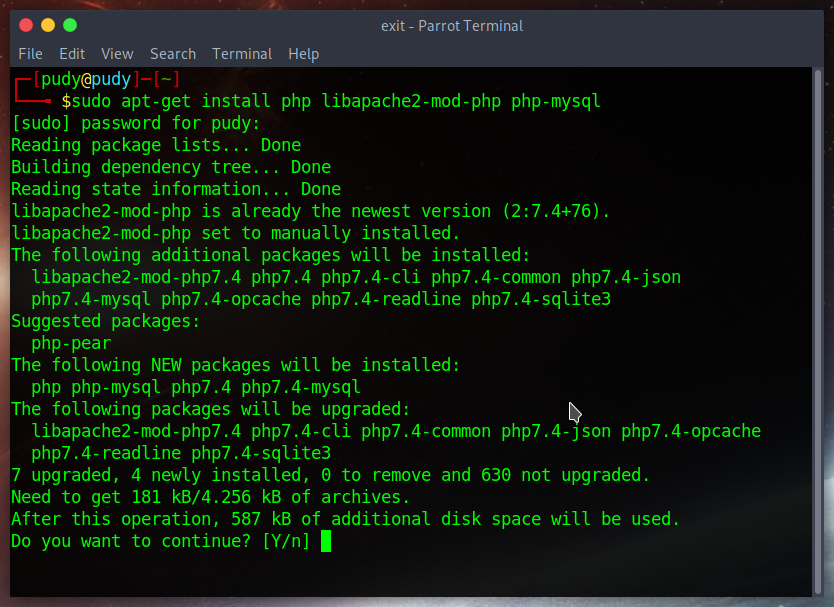 exit - Parrot Terminal
File Edit View Search Terminal Help
┌─[pudy@pudy]─[~]
└──╼ $sudo apt-get install php libapache2-mod-php php-mysql
[sudo] password for pudy:
Reading package lists... Done
Building dependency tree... Done
Reading state information... Done
libapache2-mod-php is already the newest version (2:7.4+76).
libapache2-mod-php set to manually installed.
The following additional packages will be installed:
  libapache2-mod-php7.4 php7.4 php7.4-cli php7.4-common php7.4-json
  php7.4-mysql php7.4-opcache php7.4-readline php7.4-sqlite3
Suggested packages:
  php-pear
The following NEW packages will be installed:
  php php-mysql php7.4 php7.4-mysql
The following packages will be upgraded:
  libapache2-mod-php7.4 php7.4-cli php7.4-common php7.4-json php7.4-opcache
  php7.4-readline php7.4-sqlite3
7 upgraded, 4 newly installed, 0 to remove and 630 not upgraded.
Need to get 181 kB/4.256 kB of archives.
After this operation, 587 kB of additional disk space will be used.
Do you want to continue? [Y/n]